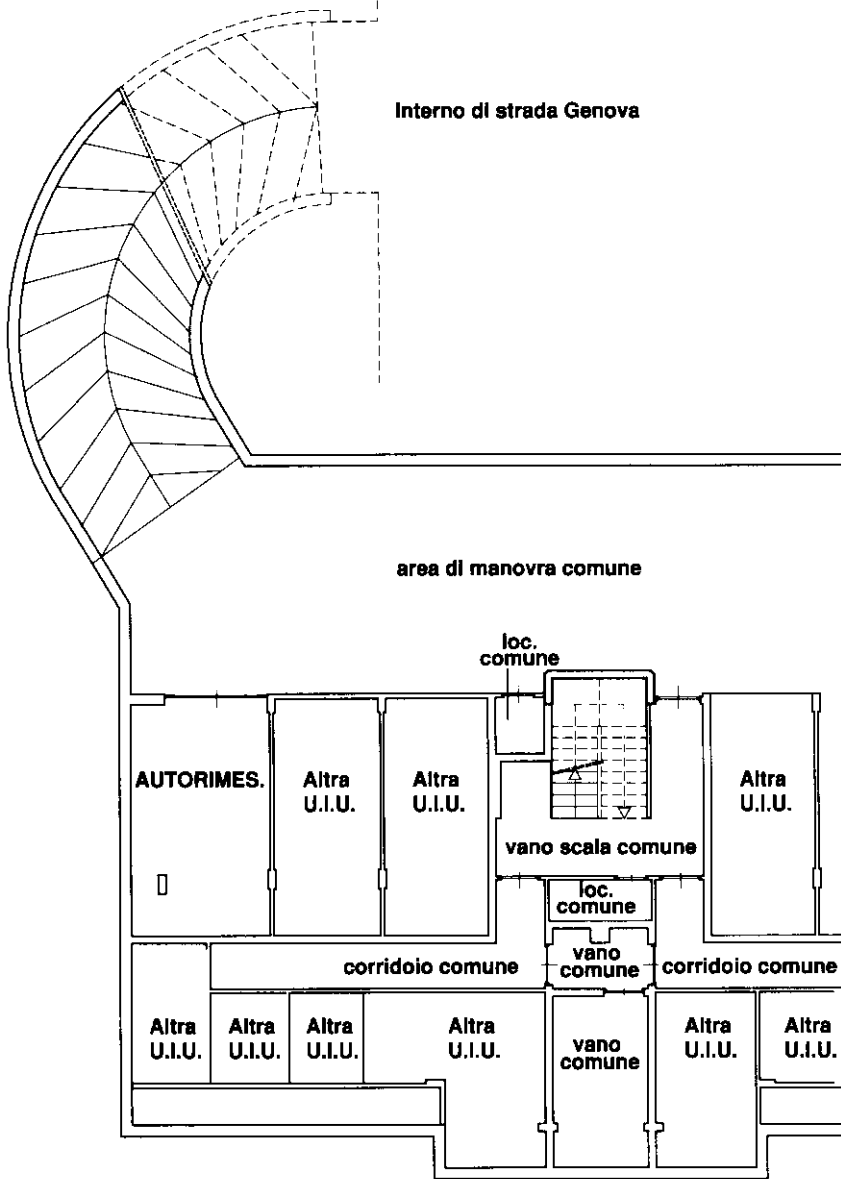 Interno di strada Genova
area di manovra comune
loc.
comune
AUTORIMES.
Altra
U.I.U.
Altra
U.I.U.
Altra
U.I.U.
vano scala comune
loc.
comune
corridoio comune
vano
comune
corridoio comune
Altra
U.I.U.
Altra
U.I.U.
Altra
U.I.U.
Altra
U.I.U.
vano
comune
Altra
U.I.U.
Altra
U.I.U.